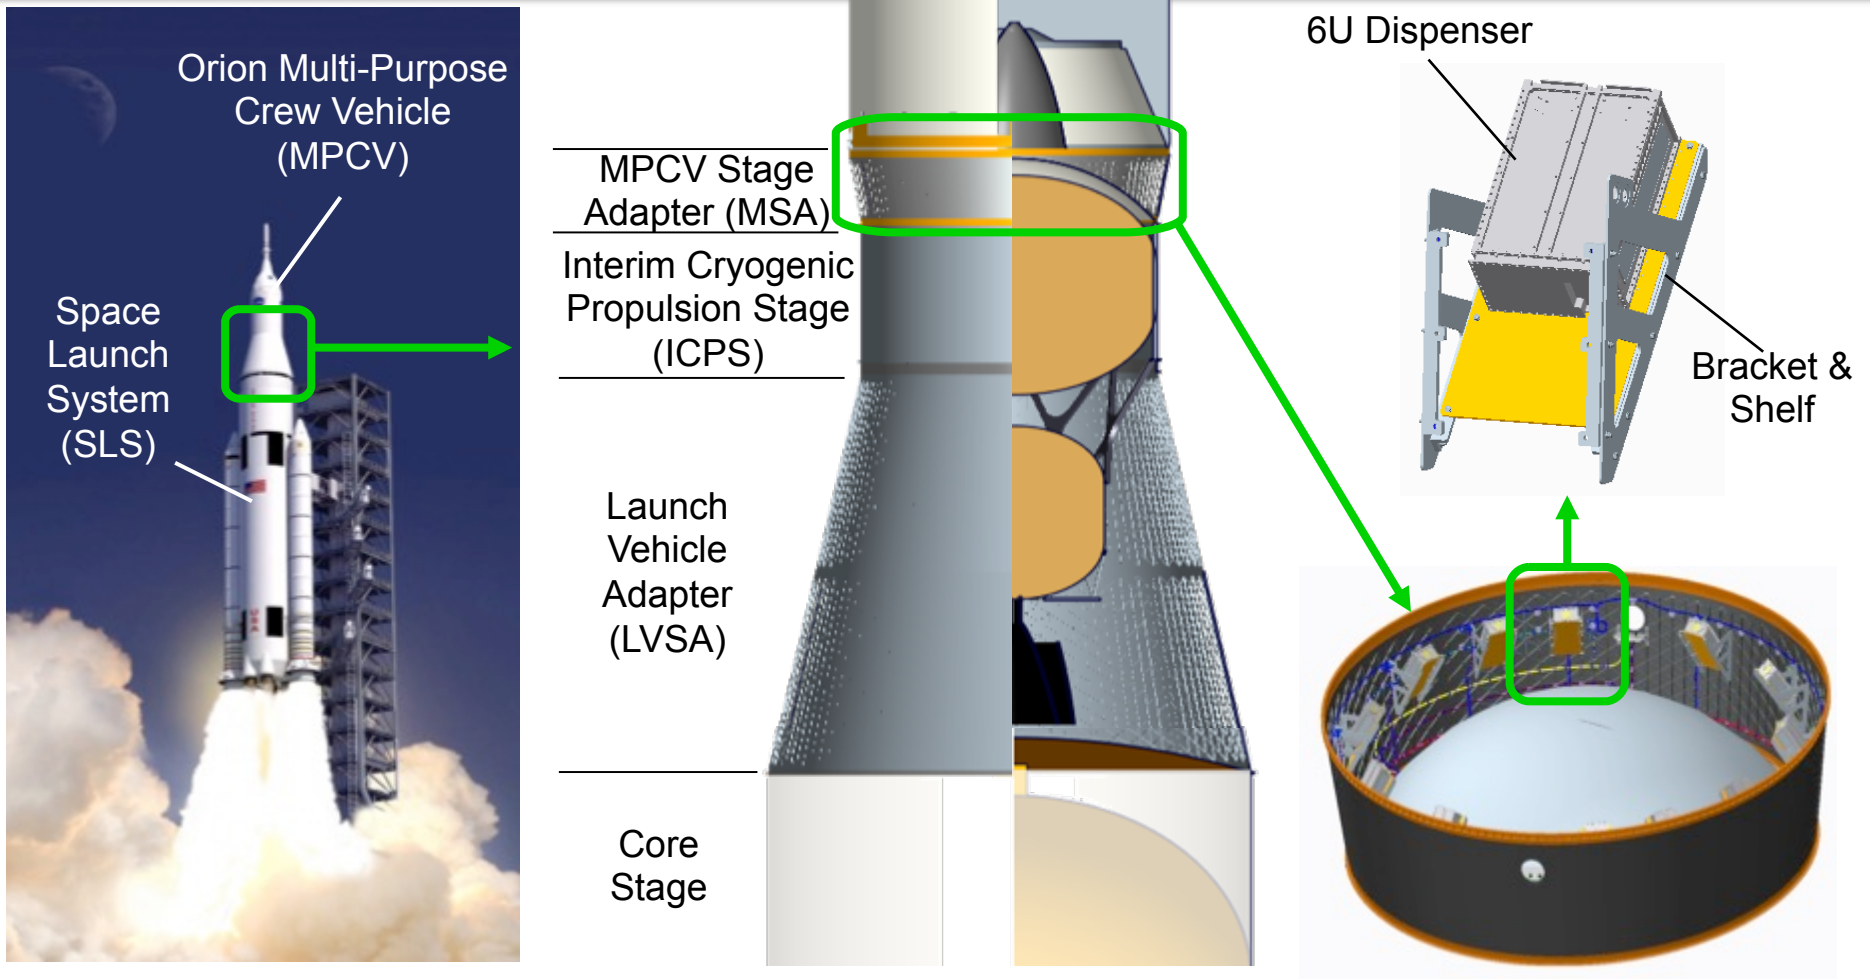 Orion Multi-Purpose
Crew Vehicle
(MPCV)
Space
Launch
System
(SLS)
MPCV Stage
Adapter (MSA)
Interim Cryogenic
Propulsion Stage
(ICPS)
Launch
Vehicle
Adapter
(LVSA)
Core
Stage
6U Dispenser
Bracket &
Shelf
USA